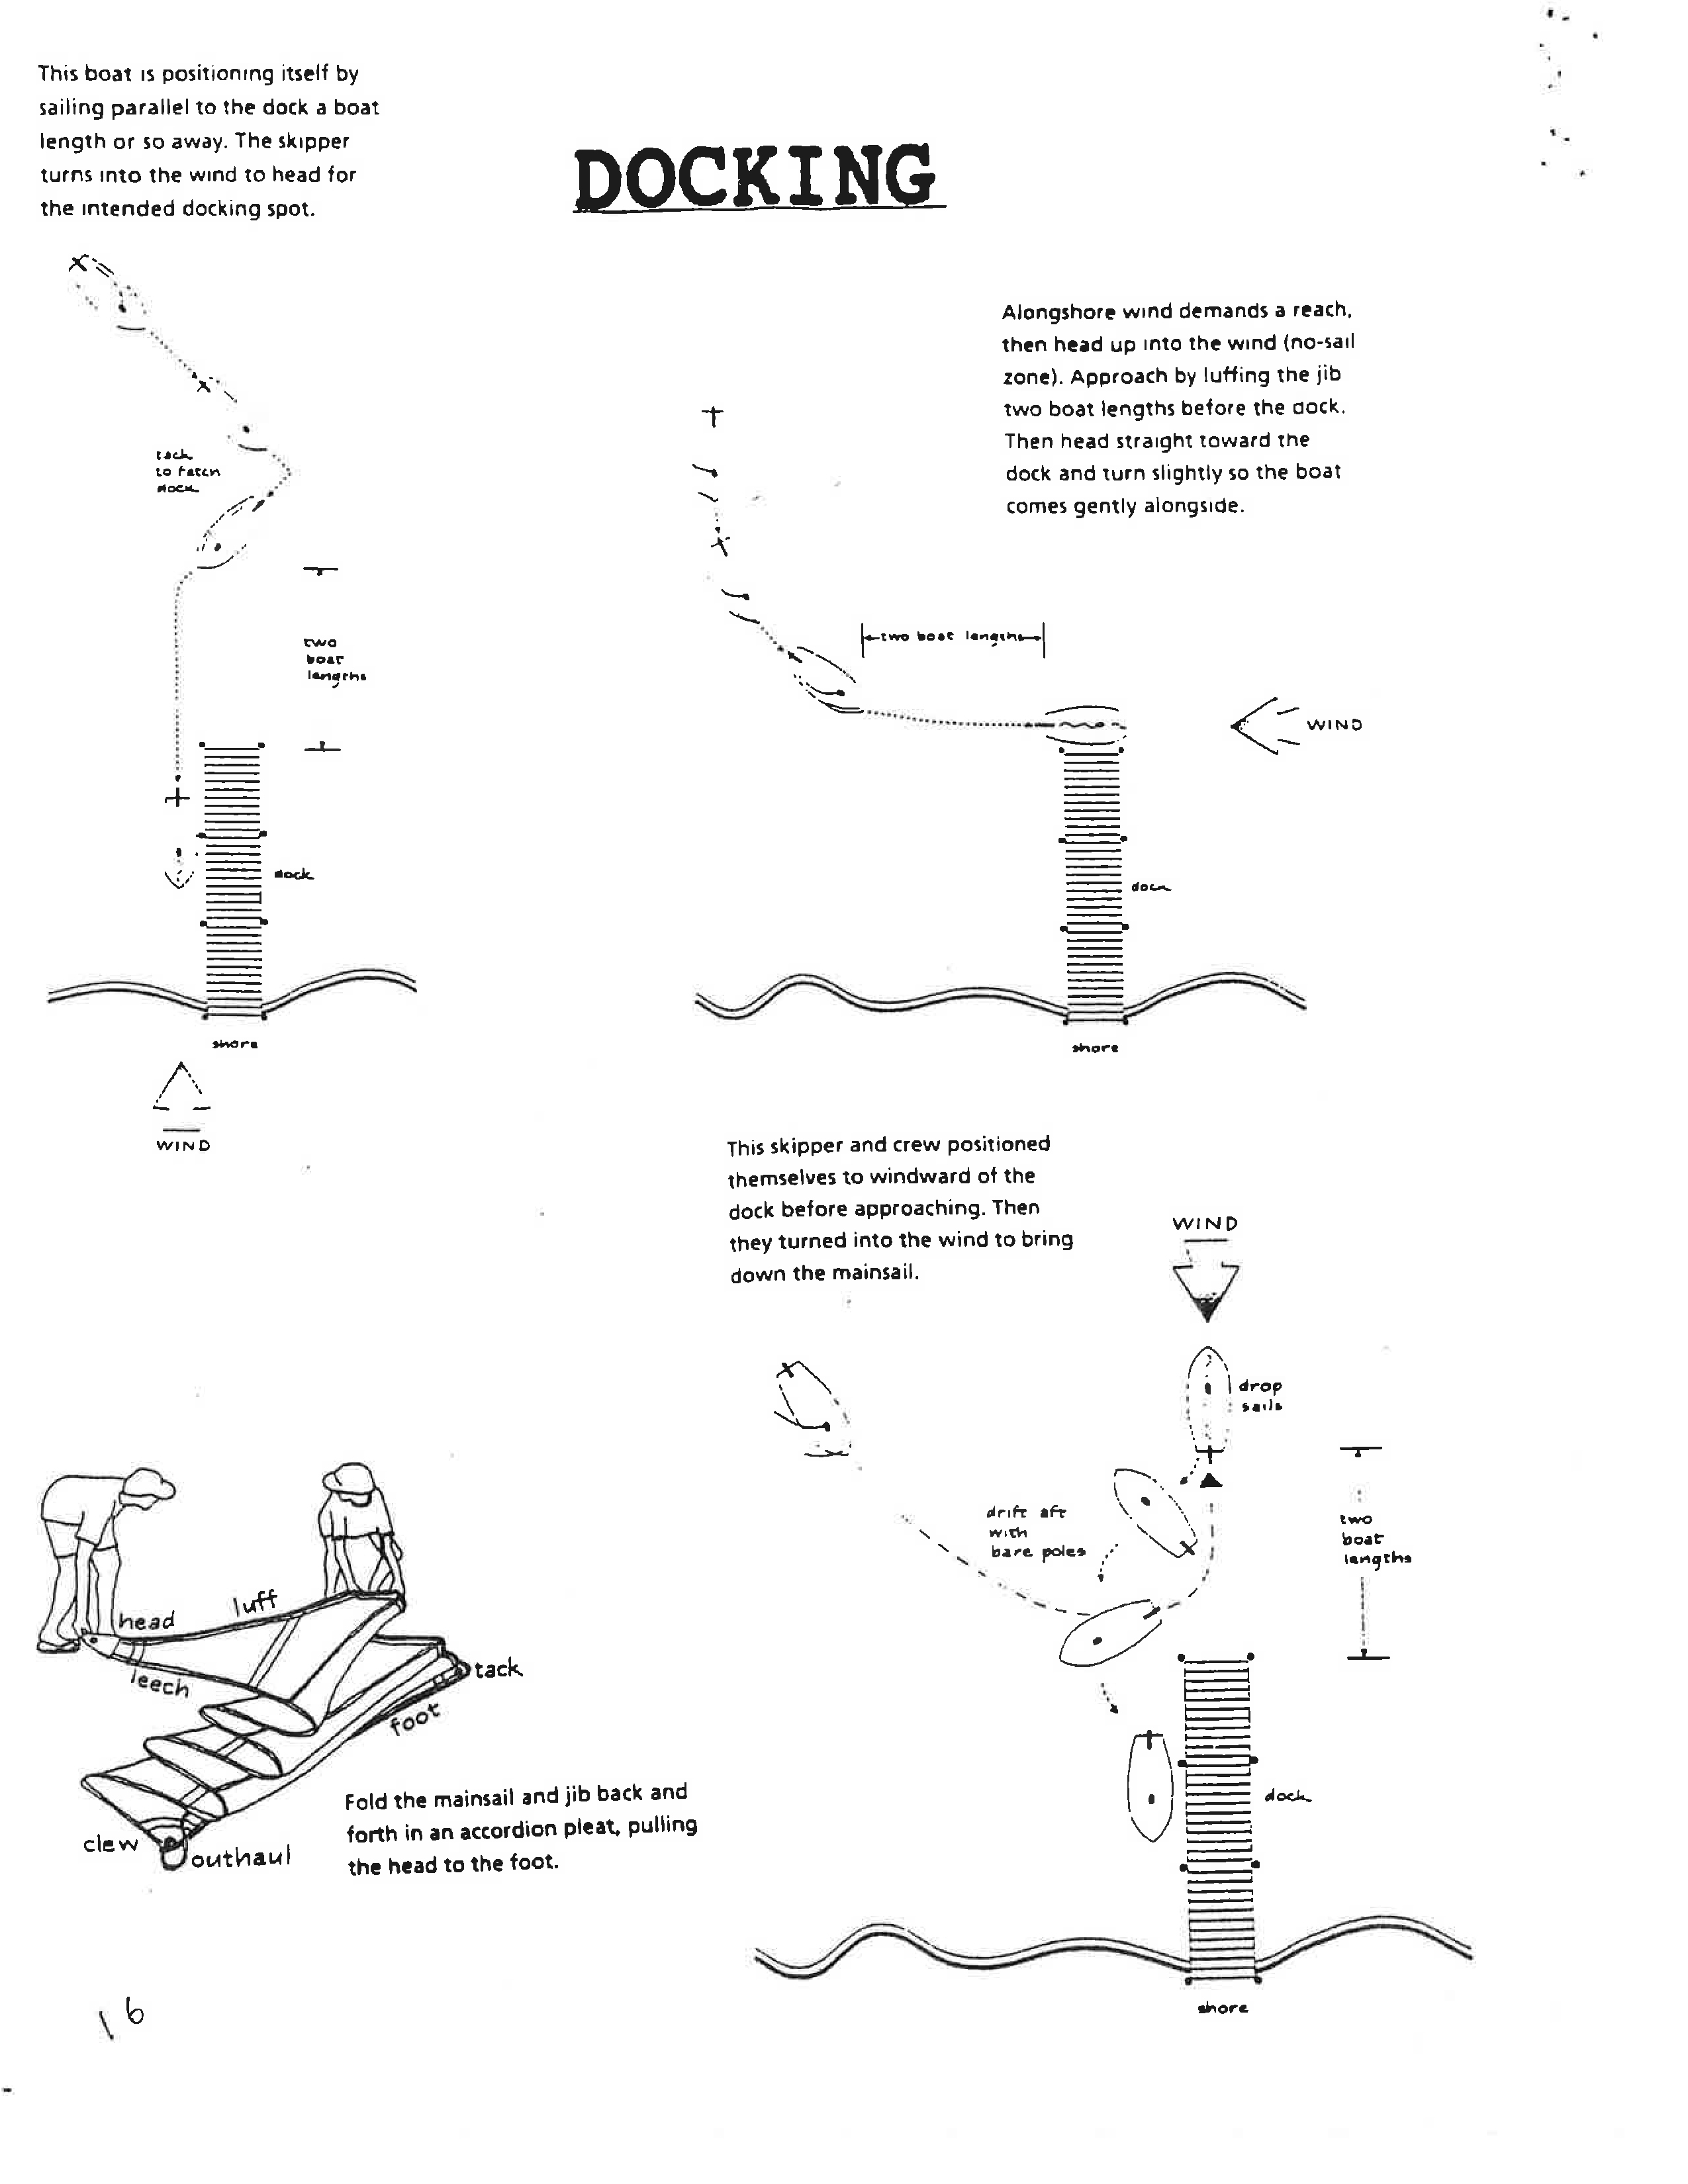 This boat is positioning itself by
sailing parallel to the dock a boat
length or so away. The skipper
turns into the wind to head for
the intended docking spot.
DOCKING
Alongshore wind demands a reach,
then head up into the wind (no-sail
zone). Approach by luffing the jib
two boat lengths before the dock.
Then head straight toward the
dock and turn slightly so the boat
comes gently alongside.
tack
to fetch
dock
two
boat
lengths
dock
shore
WIND
two boat lengths
WIND
dock
shore
This skipper and crew positioned
themselves to windward of the
dock before approaching. Then
they turned into the wind to bring
down the mainsail.
WIND
drop
sails
drift aft
with
bare poles
two
boat
lengths
dock
shore
head
luff
leech
tack
foot
clew
outhaul
Fold the mainsail and jib back and
forth in an accordion pleat, pulling
the head to the foot.
16